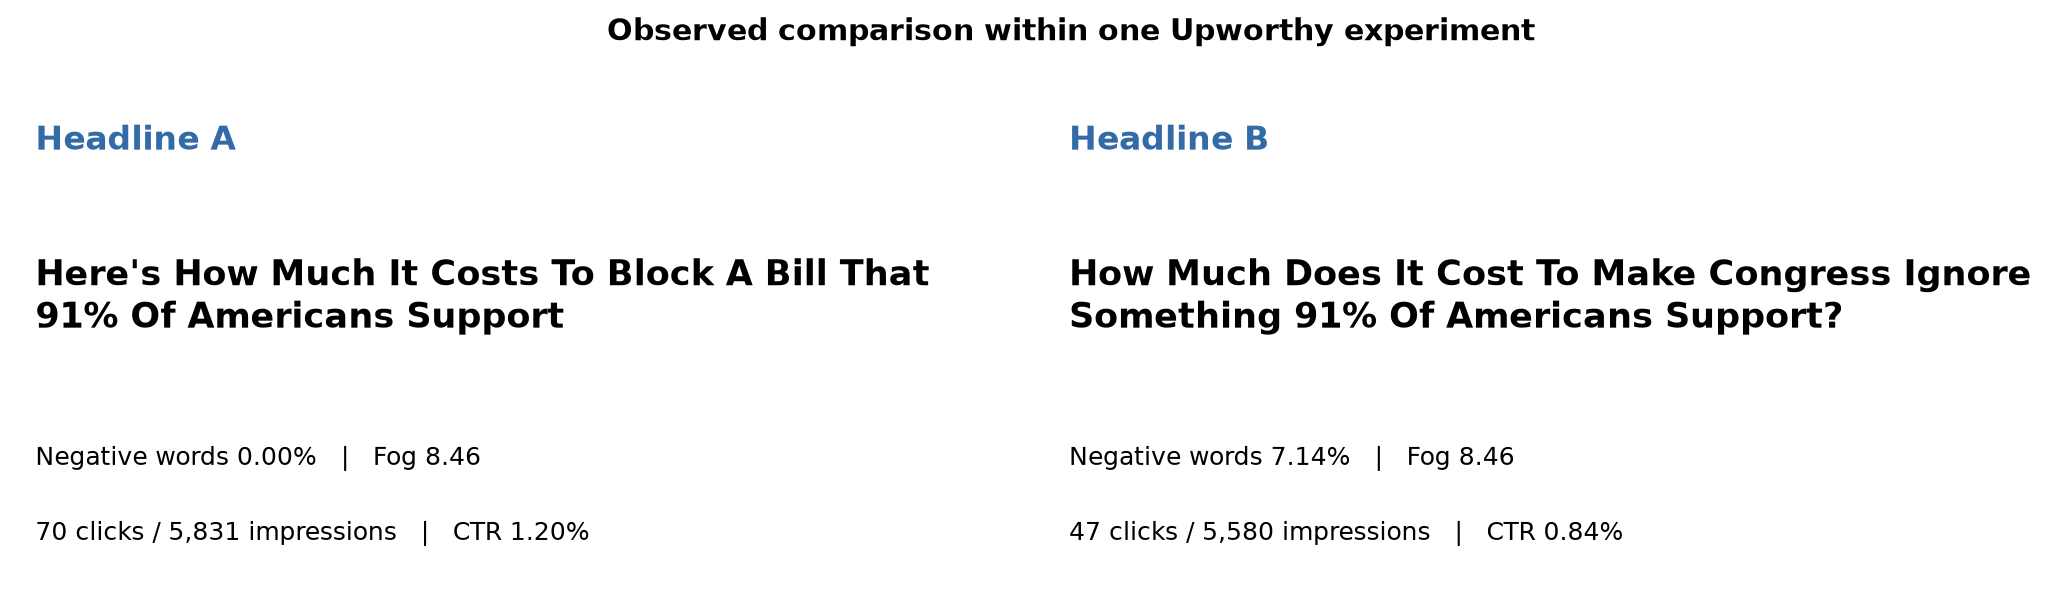 Observed comparison within one Upworthy experiment
Headline A
Here's How Much It Costs To Block A Bill That
91% Of Americans Support
Negative words 0.00%   |   Fog 8.46
70 clicks / 5,831 impressions   |   CTR 1.20%
Headline B
How Much Does It Cost To Make Congress Ignore
Something 91% Of Americans Support?
Negative words 7.14%   |   Fog 8.46
47 clicks / 5,580 impressions   |   CTR 0.84%